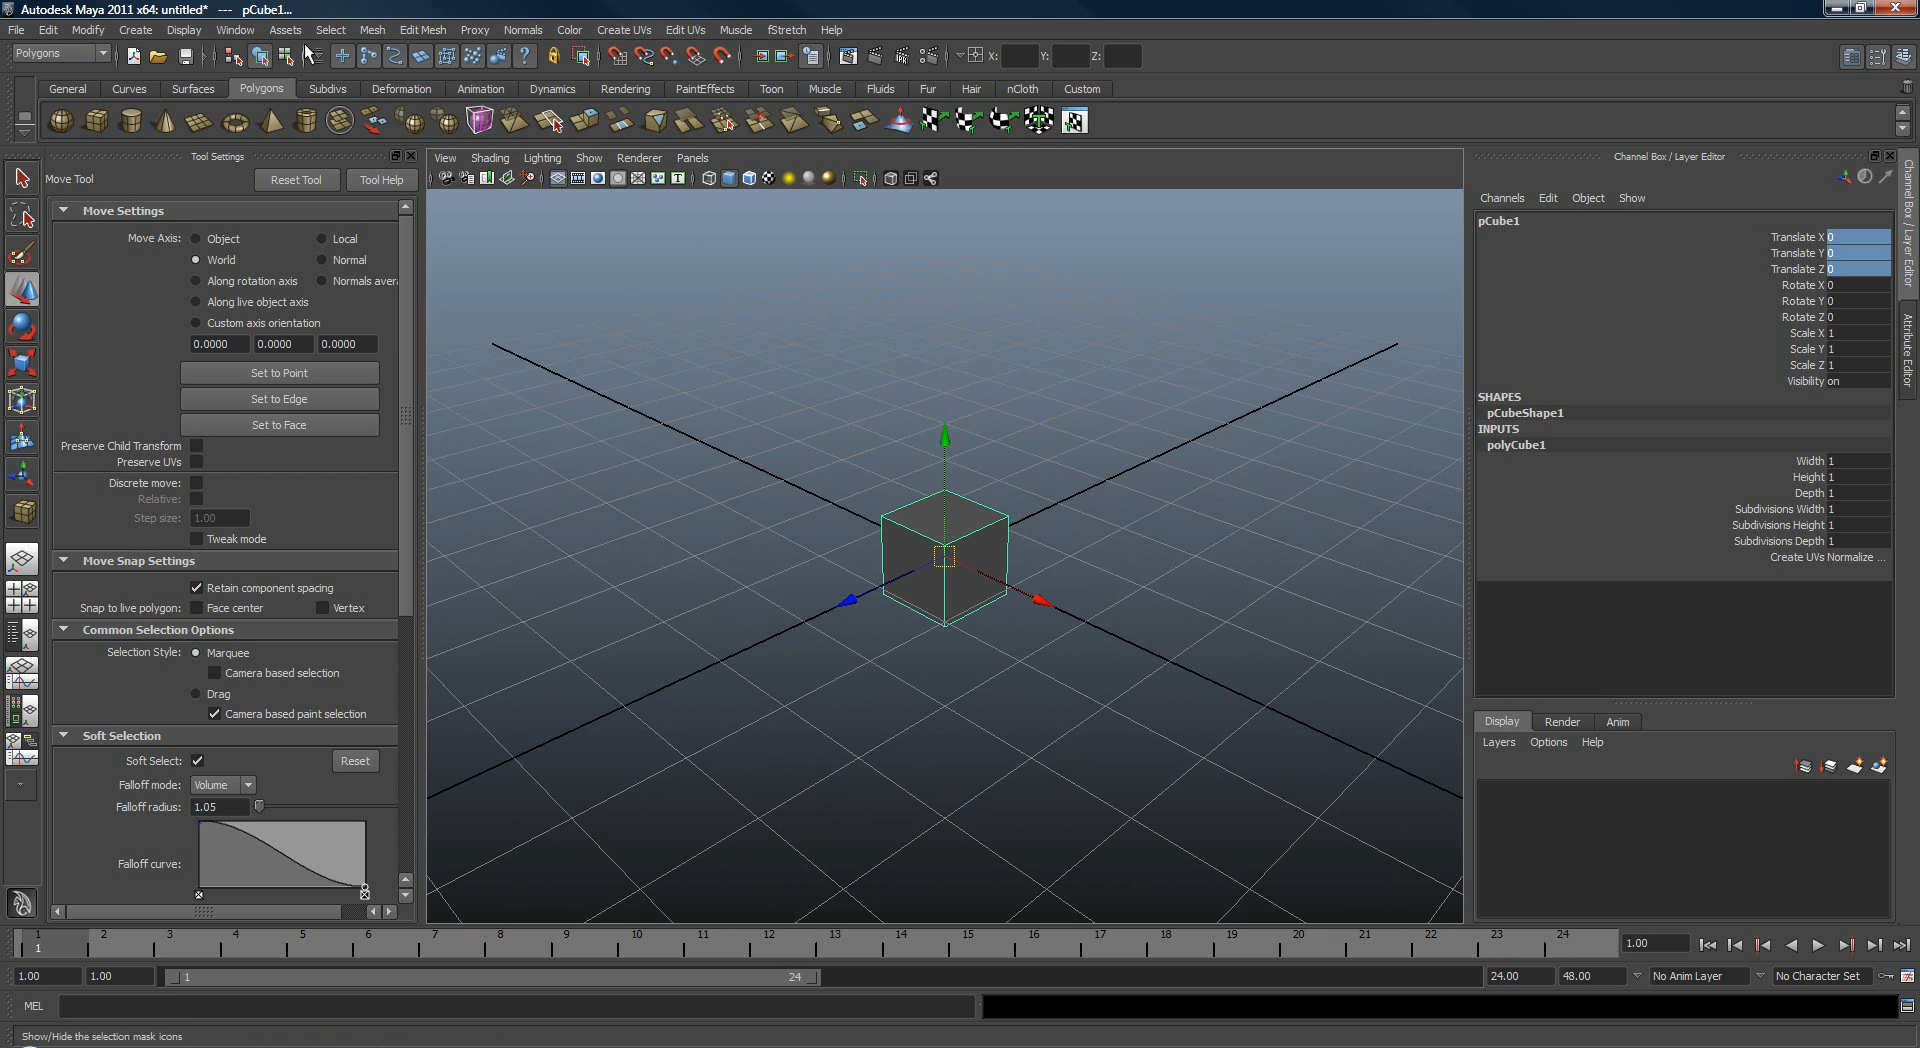 Autodesk Maya 2011 x64: untitled* --- pCube1...
File Edit Modify Create Display Window Assets Select Mesh Edit Mesh Proxy Normals Color Create UVs Edit UVs Muscle fStretch Help
Polygons X: Y: Z:
General Curves Surfaces Polygons Subdivs Deformation Animation Dynamics Rendering PaintEffects Toon Muscle Fluids Fur Hair nCloth Custom
Tool Settings
Move Tool Reset Tool Tool Help
Move Settings
Move Axis: Object Local
World Normal
Along rotation axis Normals aver
Along live object axis
Custom axis orientation
0.0000 0.0000 0.0000
Set to Point
Set to Edge
Set to Face
Preserve Child Transform
Preserve UVs
Discrete move:
Relative:
Step size: 1.00
Tweak mode
Move Snap Settings
Retain component spacing
Snap to live polygon: Face center Vertex
Common Selection Options
Selection Style: Marquee
Camera based selection
Drag
Camera based paint selection
Soft Selection
Soft Select: Reset
Falloff mode: Volume
Falloff radius: 1.05
Falloff curve:
View Shading Lighting Show Renderer Panels
Channel Box / Layer Editor
Channels Edit Object Show
pCube1
Translate X 0
Translate Y 0
Translate Z 0
Rotate X 0
Rotate Y 0
Rotate Z 0
Scale X 1
Scale Y 1
Scale Z 1
Visibility on
SHAPES
pCubeShape1
INPUTS
polyCube1
Width 1
Height 1
Depth 1
Subdivisions Width 1
Subdivisions Height 1
Subdivisions Depth 1
Create UVs Normalize ...
Channel Box / Layer Editor
Attribute Editor
Display Render Anim
Layers Options Help
1 2 3 4 5 6 7 8 9 10 11 12 13 14 15 16 17 18 19 20 21 22 23 24
1 1.00
1.00 1.00 1 24 24.00 48.00 No Anim Layer No Character Set
MEL
Show/Hide the selection mask icons